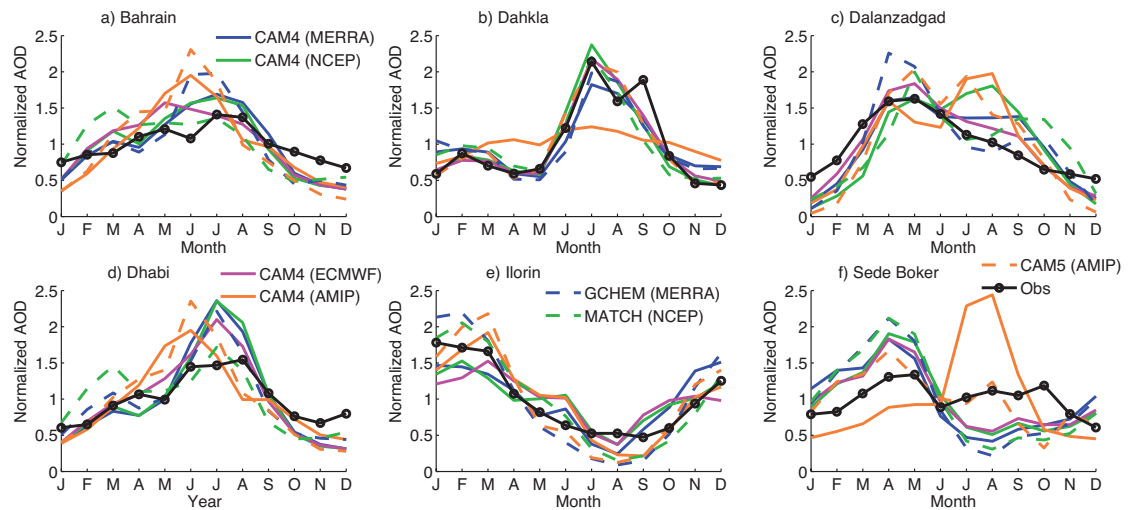 a) Bahrain
b) Dahkla
c) Dalanzadgad
Normalized AOD
2.5
2
1.5
1
0.5
0
CAM4 (MERRA)
CAM4 (NCEP)
J F M A M J J A S O N D
Month
Normalized AOD
2.5
2
1.5
1
0.5
0
J F M A M J J A S O N D
Month
Normalized AOD
2.5
2
1.5
1
0.5
0
J F M A M J J A S O N D
Month
d) Dhabi
CAM4 (ECMWF)
CAM4 (AMIP)
Normalized AOD
2.5
2
1.5
1
0.5
0
J F M A M J J A S O N D
Year
e) Ilorin
GCHEM (MERRA)
MATCH (NCEP)
Normalized AOD
2.5
2
1.5
1
0.5
0
J F M A M J J A S O N D
Month
f) Sede Boker
CAM5 (AMIP)
Obs
Normalized AOD
2.5
2
1.5
1
0.5
0
J F M A M J J A S O N D
Month